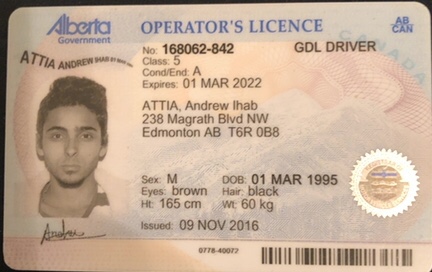 Alberta
Government
OPERATOR'S LICENCE
AB
CAN
No: 168062-842
GDL DRIVER
Class: 5
Cond/End: A
Expires: 01 MAR 2022
CANADA
ATTIA ANDREW IHAB
ATTIA, Andrew Ihab
238 Magrath Blvd NW
Edmonton AB T6R 0B8
Sex: M
DOB: 01 MAR 1995
Eyes: brown
Hair: black
Ht: 165 cm
Wt: 60 kg
Issued: 09 NOV 2016
0778-40072